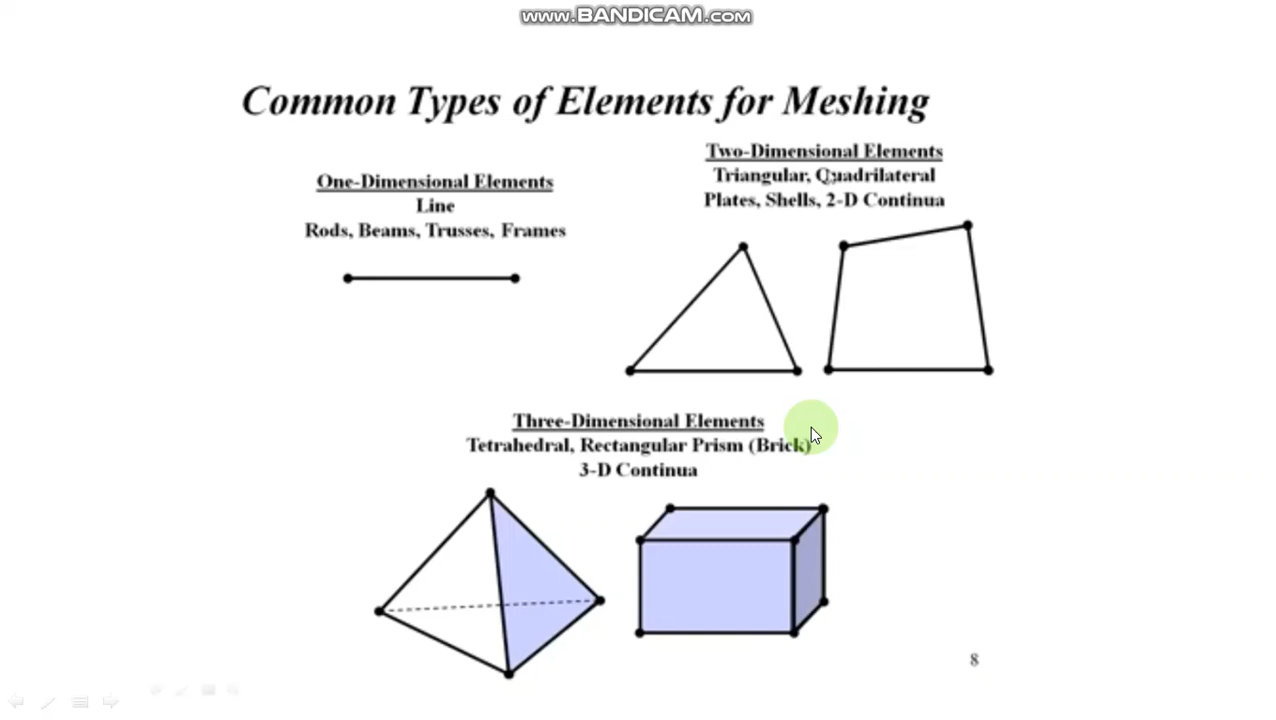 www.BANDICAM.com
Common Types of Elements for Meshing
One-Dimensional Elements
Line
Rods, Beams, Trusses, Frames
Two-Dimensional Elements
Triangular, Quadrilateral
Plates, Shells, 2-D Continua
Three-Dimensional Elements
Tetrahedral, Rectangular Prism (Brick)
3-D Continua
8